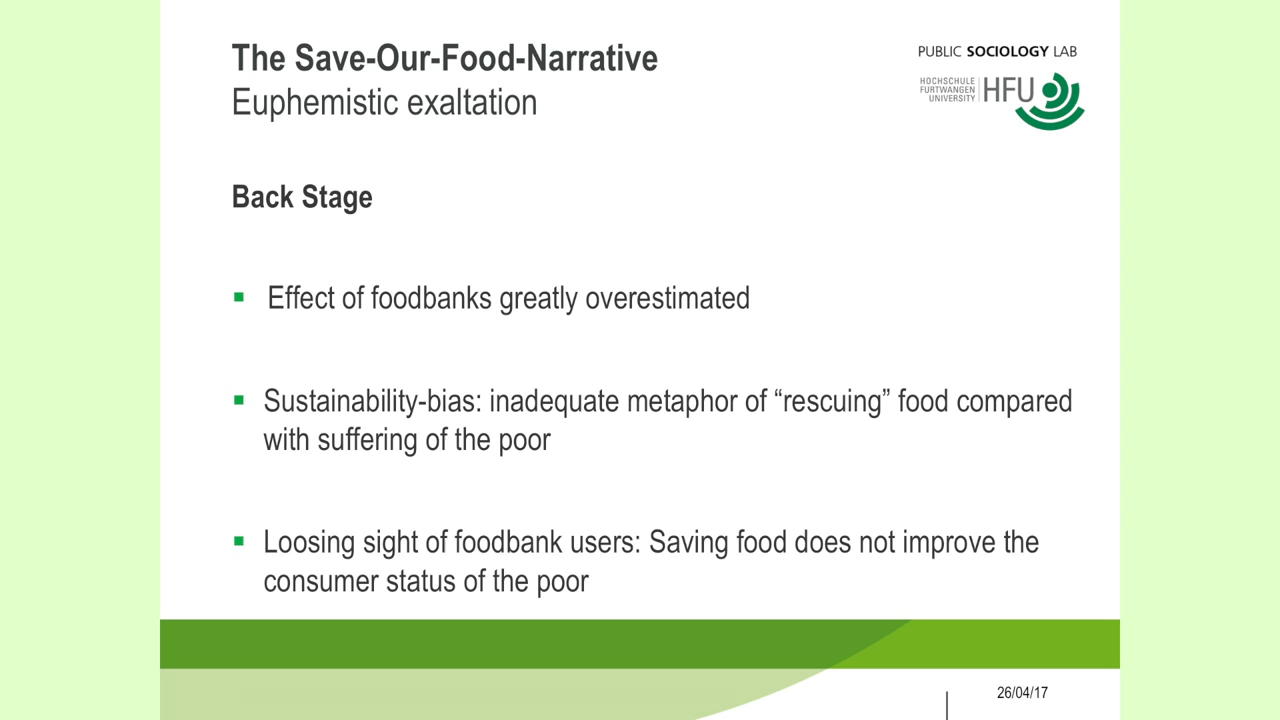 The Save-Our-Food-Narrative
Euphemistic exaltation
PUBLIC SOCIOLOGY LAB
HOCHSCHULE
FURTWANGEN
UNIVERSITY
HFU
Back Stage
Effect of foodbanks greatly overestimated
Sustainability-bias: inadequate metaphor of “rescuing” food compared
with suffering of the poor
Loosing sight of foodbank users: Saving food does not improve the
consumer status of the poor
26/04/17